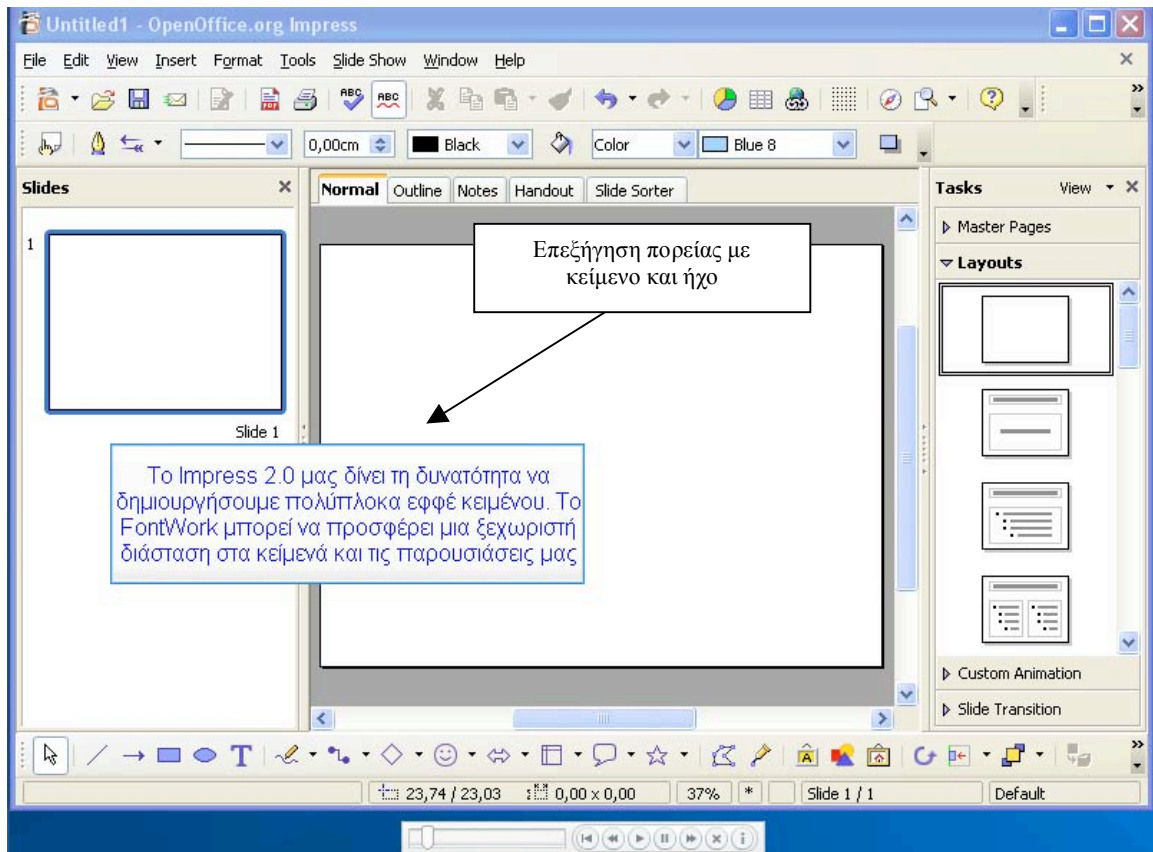 Untitled1 - OpenOffice.org Impress
File Edit View Insert Format Tools Slide Show Window Help
ABC ABC
0,00cm Black Color Blue 8
Slides
Normal Outline Notes Handout Slide Sorter
Tasks View
1
Slide 1
Επεξήγηση πορείας με
κείμενο και ήχο
Το Impress 2.0 μας δίνει τη δυνατότητα να
δημιουργήσουμε πολύπλοκα εφφέ κειμένου. Το
FontWork μπορεί να προσφέρει μια ξεχωριστή
διάσταση στα κείμενά και τις παρουσιάσεις μας
Master Pages
Layouts
Custom Animation
Slide Transition
23,74 / 23,03 0,00 x 0,00 37% * Slide 1 / 1 Default